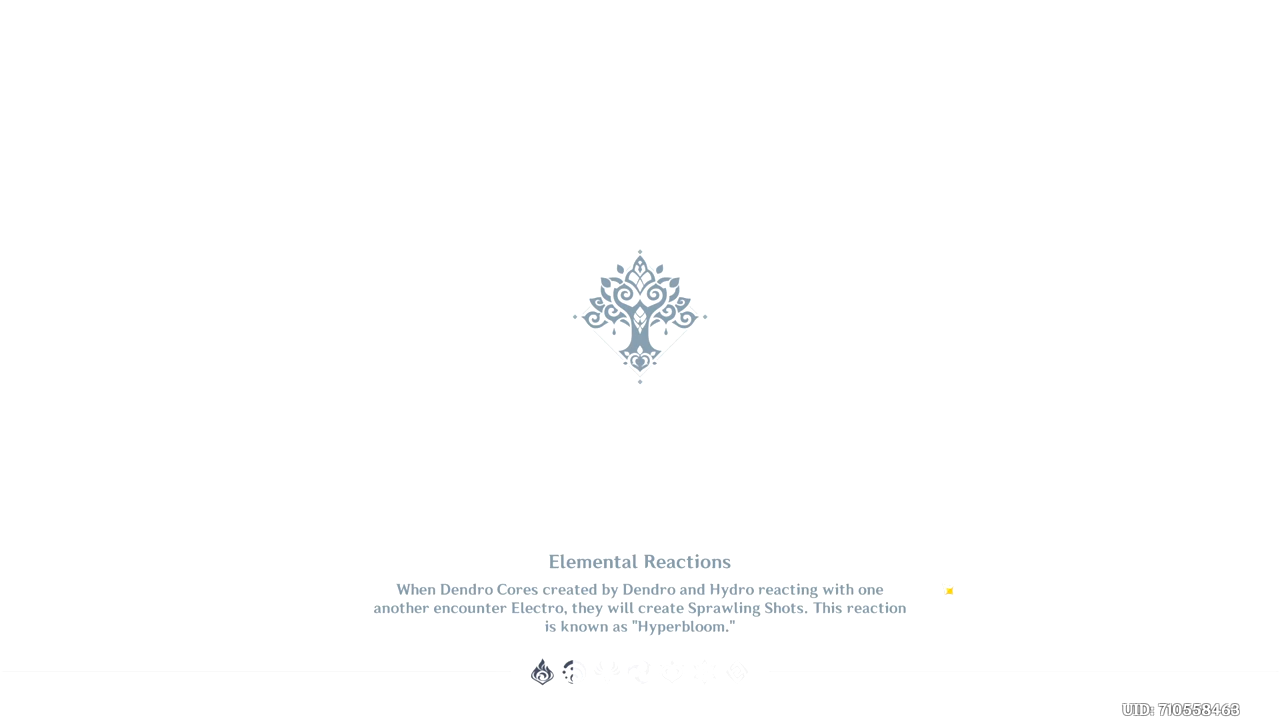 Elemental Reactions
When Dendro Cores created by Dendro and Hydro reacting with one
another encounter Electro, they will create Sprawling Shots. This reaction
is known as "Hyperbloom."
UID: 710558463